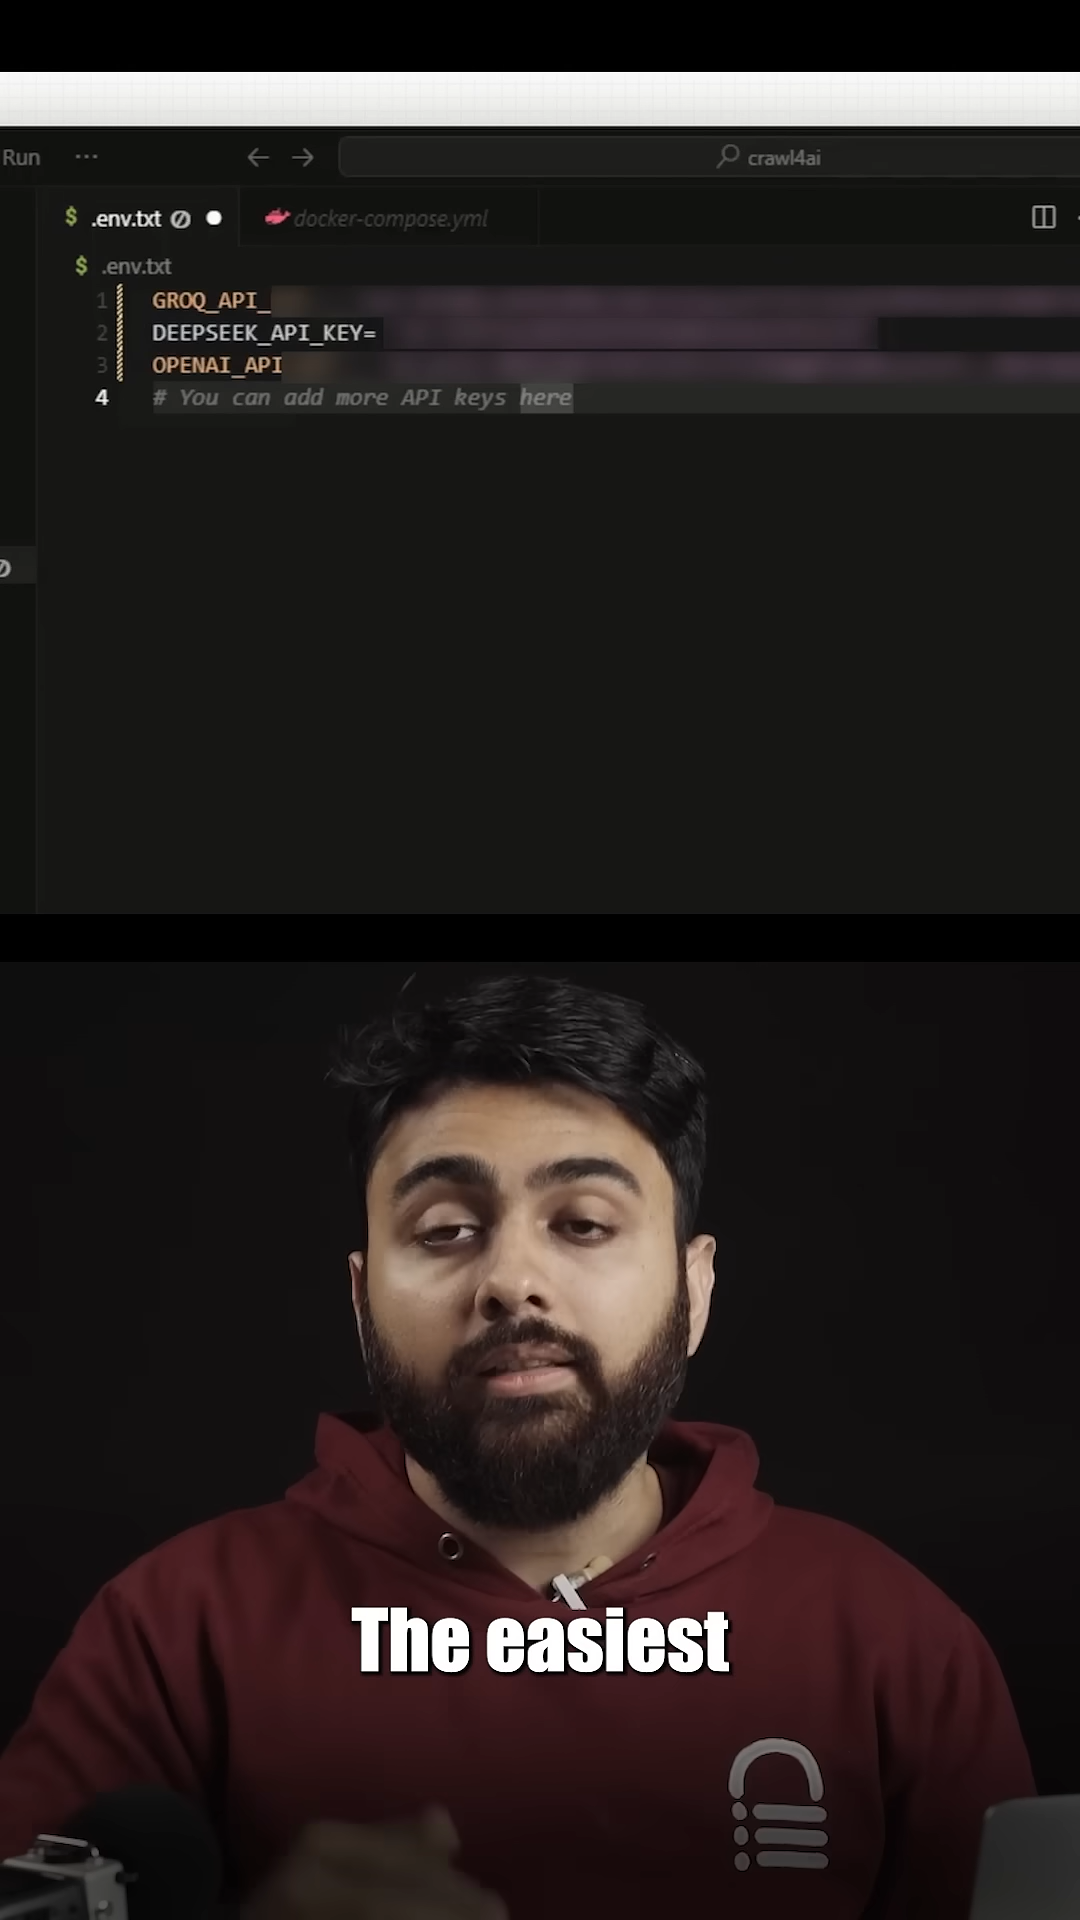 Run ··· ← → crawl4ai
$ .env.txt docker-compose.yml
$ .env.txt
1 GROQ_API_
2 DEEPSEEK_API_KEY=
3 OPENAI_API
4 # You can add more API keys here
The easiest